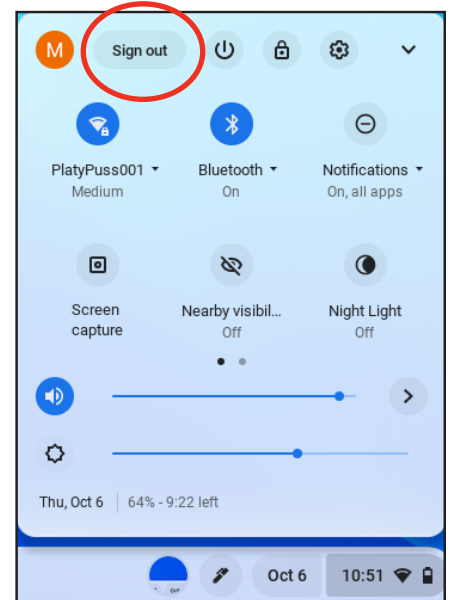 M Sign out
PlatyPuss001 Bluetooth Notifications
Medium On On, all apps
Screen Nearby visibil... Night Light
capture Off Off
Thu, Oct 6 64% - 9:22 left
Oct 6 10:51